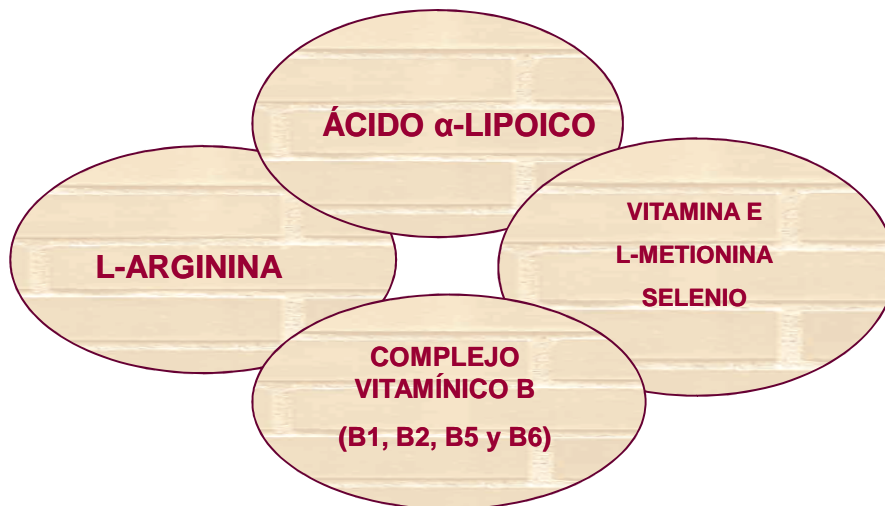 ÁCIDO α-LIPOICO
L-ARGININA
VITAMINA E
L-METIONINA
SELENIO
COMPLEJO
VITAMÍNICO B
(B1, B2, B5 y B6)